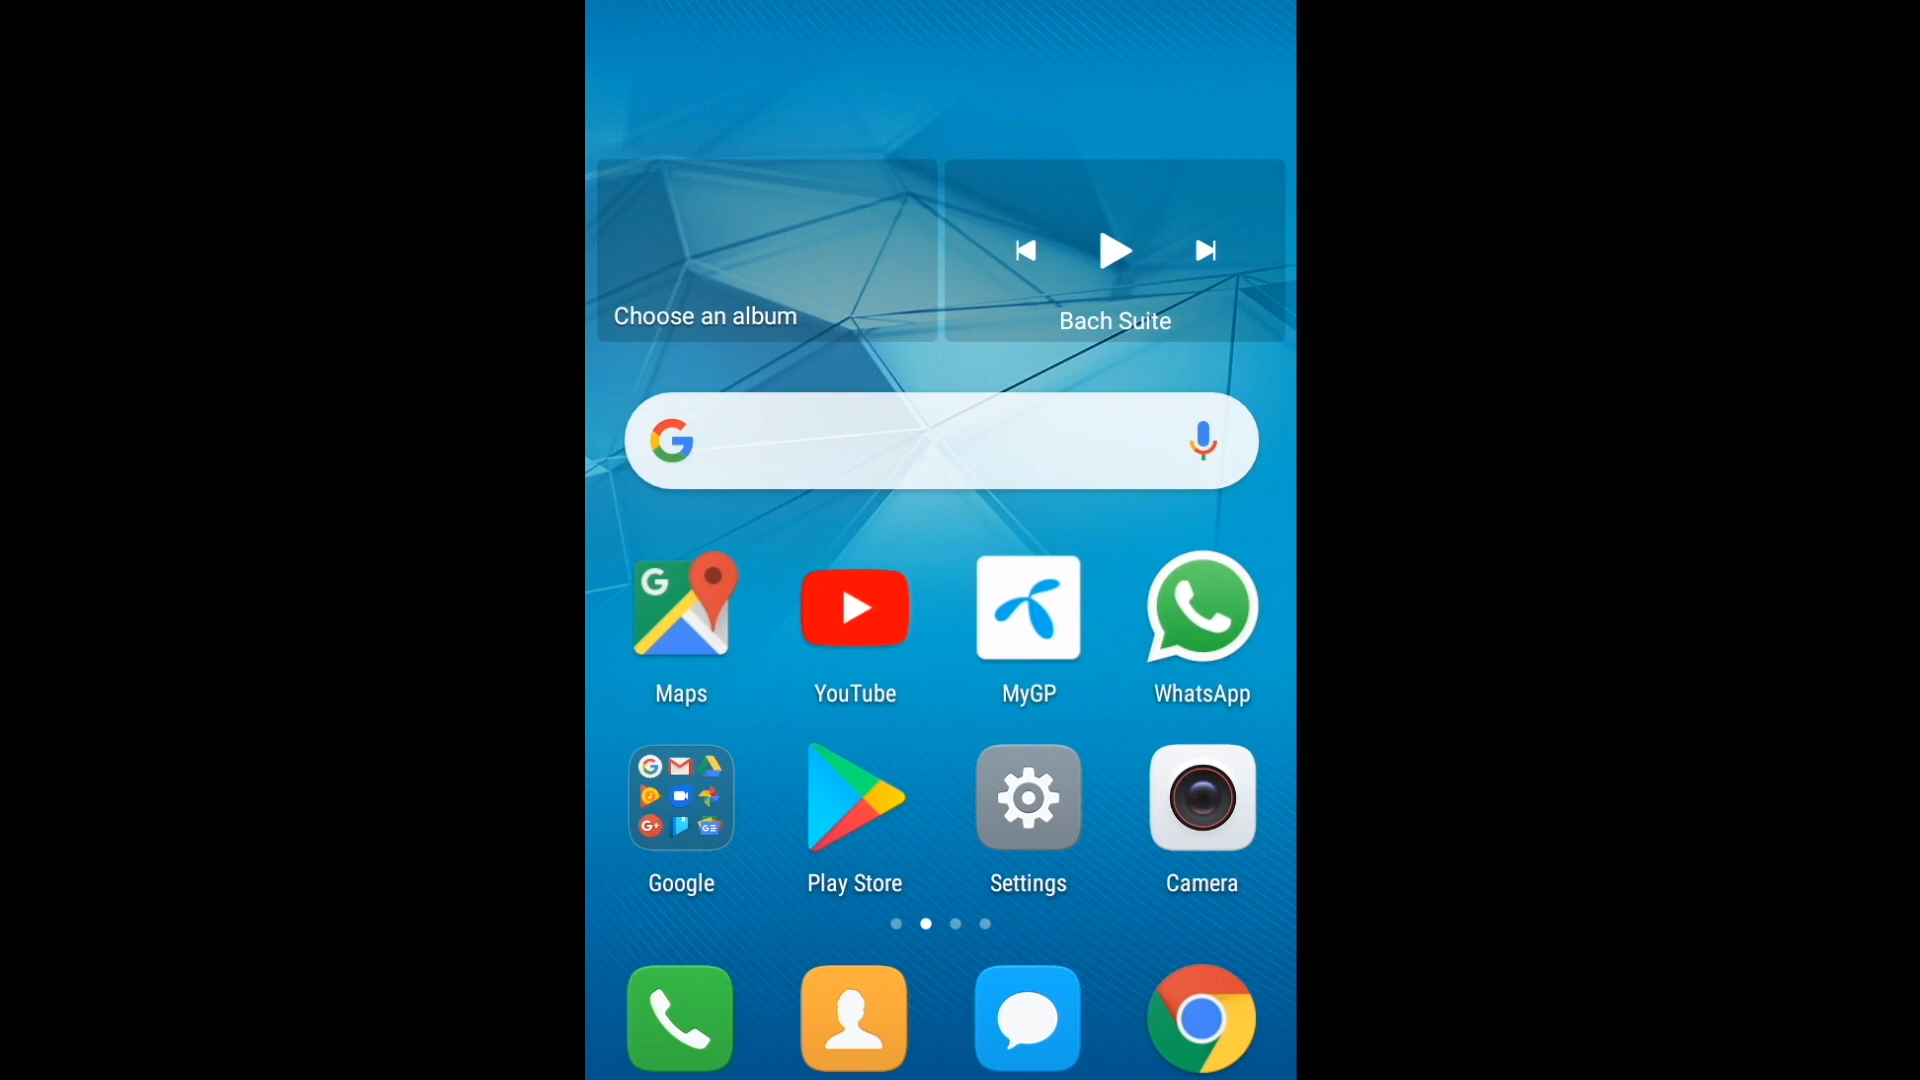 Choose an album
Bach Suite
Maps
YouTube
MyGP
WhatsApp
Google
Play Store
Settings
Camera